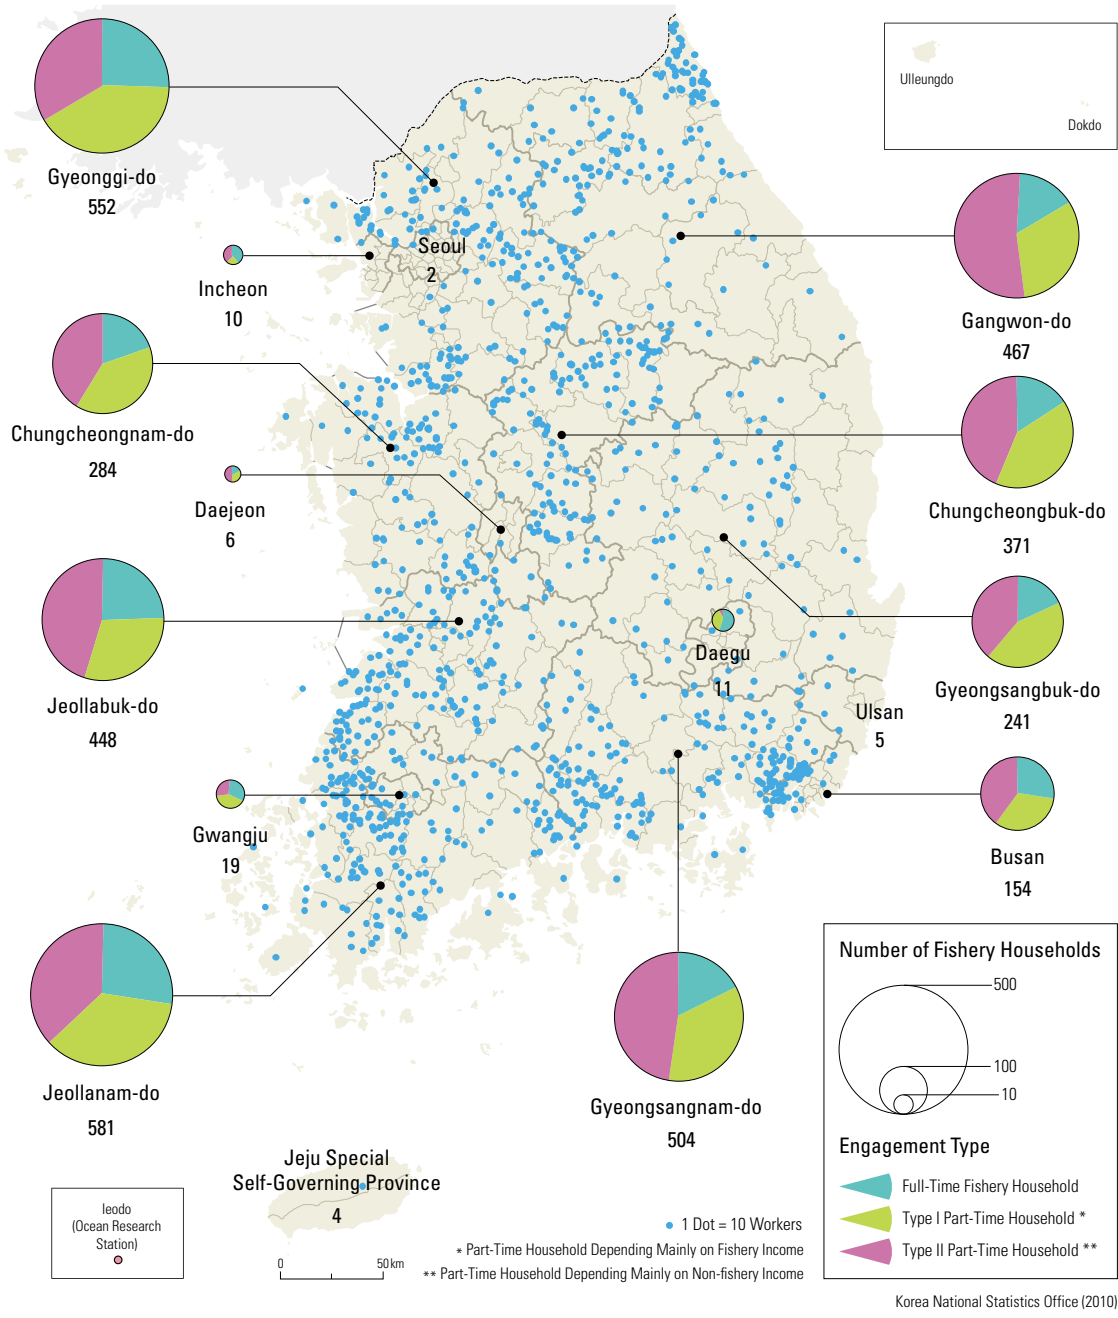 Ulleungdo
Dokdo
Gyeonggi-do
552
Seoul
2
Incheon
10
Gangwon-do
467
Chungcheongnam-do
284
Chungcheongbuk-do
371
Daejeon
6
Jeollabuk-do
448
Daegu
11
Gyeongsangbuk-do
241
Ulsan
5
Gwangju
19
Busan
154
Jeollanam-do
581
Gyeongsangnam-do
504
Jeju Special
Self-Governing Province
4
Ieodo
(Ocean Research
Station)
0
50km
1 Dot = 10 Workers
* Part-Time Household Depending Mainly on Fishery Income
** Part-Time Household Depending Mainly on Non-fishery Income
Number of Fishery Households
500
100
10
Engagement Type
Full-Time Fishery Household
Type I Part-Time Household *
Type II Part-Time Household **
Korea National Statistics Office (2010)